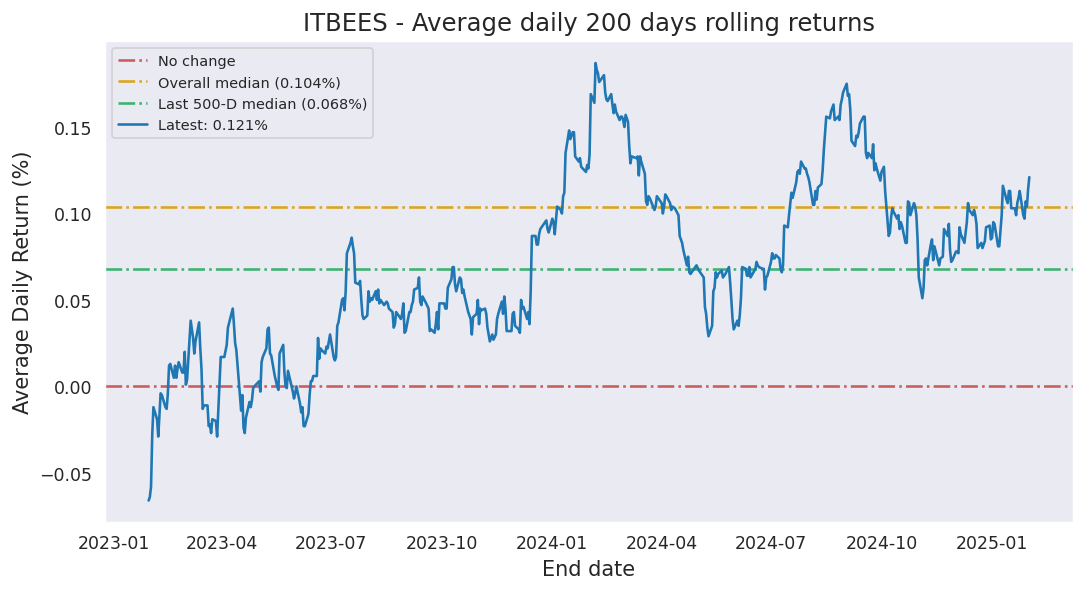 ITBEES - Average daily 200 days rolling returns
No change
Overall median (0.104%)
Last 500-D median (0.068%)
Latest: 0.121%
Average Daily Return (%)
0.15
0.10
0.05
0.00
−0.05
2023-01 2023-04 2023-07 2023-10 2024-01 2024-04 2024-07 2024-10 2025-01
End date